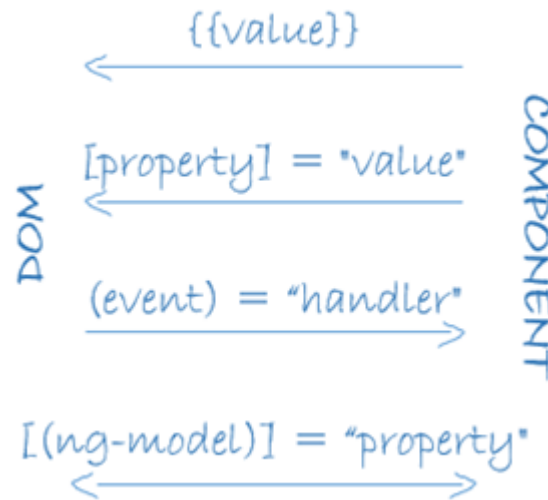 {{value}}
[property] = "value"
DOM
COMPONENT
(event) = "handler"
[(ng-model)] = "property"